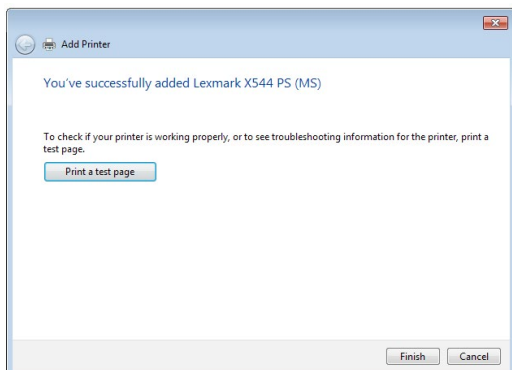 Add Printer
You've successfully added Lexmark X544 PS (MS)
To check if your printer is working properly, or to see troubleshooting information for the printer, print a
test page.
Print a test page
Finish Cancel